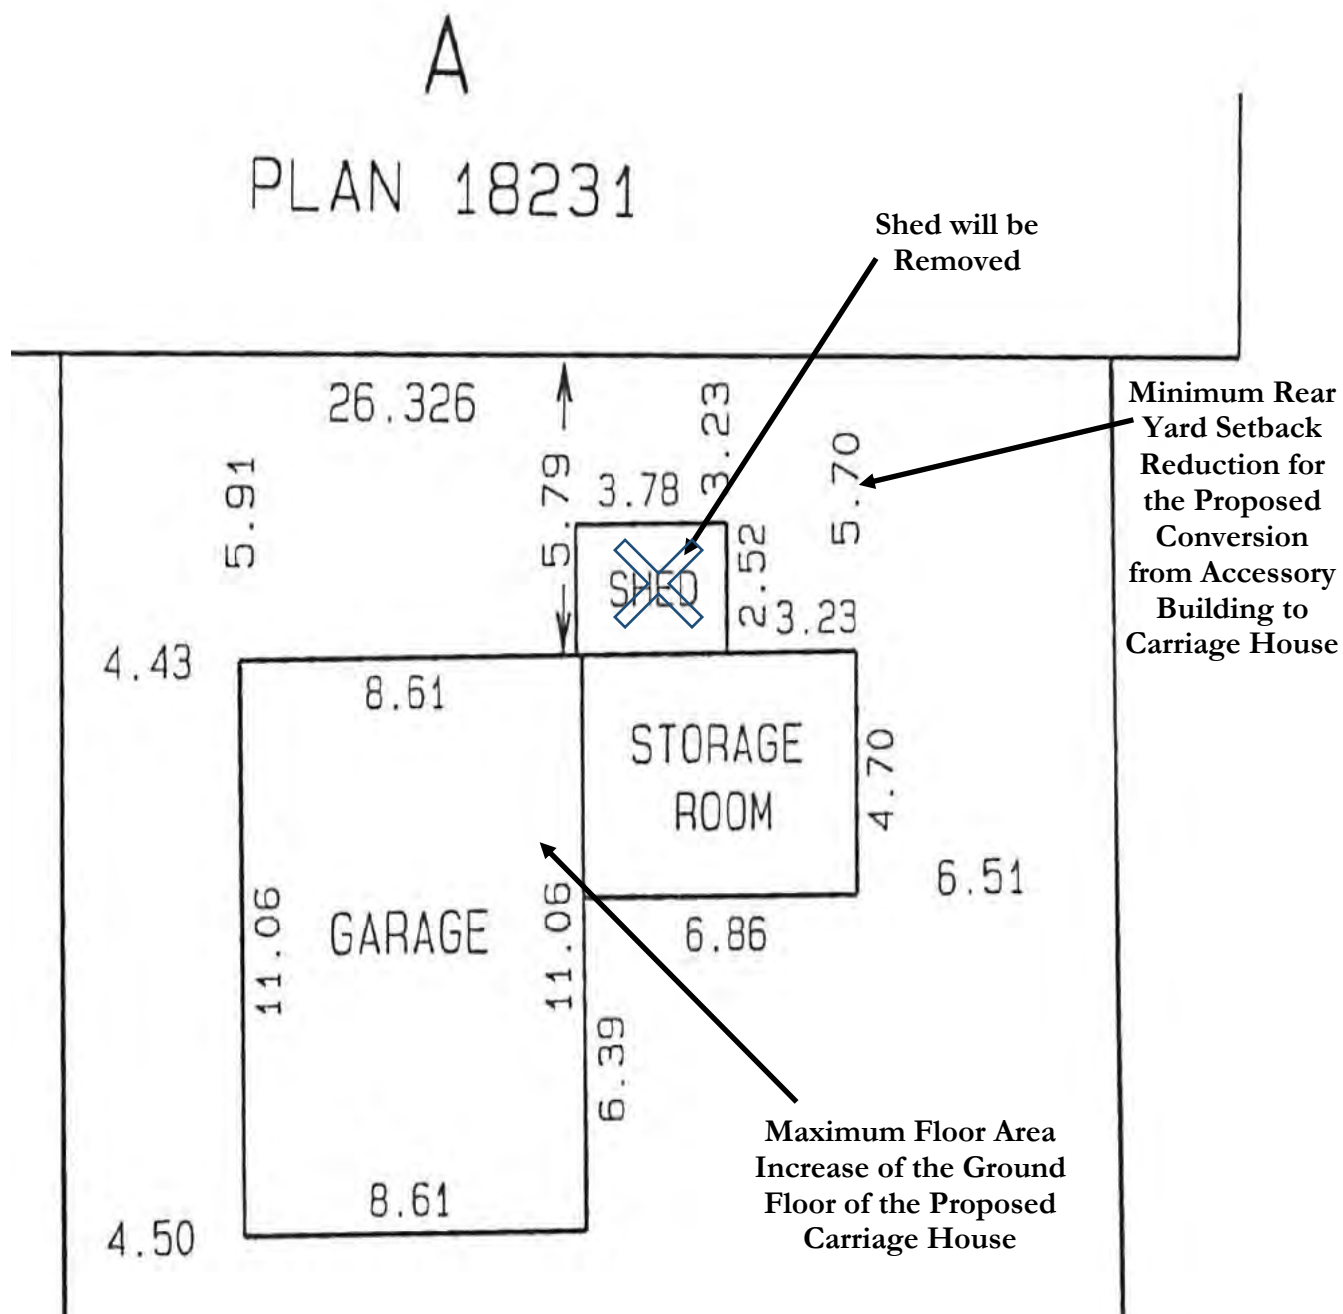 A
PLAN 18231
Shed will be
Removed
26.326
5.91
5.79
3.78
3.23
5.70
Minimum Rear
Yard Setback
Reduction for
the Proposed
Conversion
from Accessory
Building to
Carriage House
SHED
2.52
3.23
4.43
8.61
STORAGE
ROOM
4.70
11.06
GARAGE
11.06
6.86
6.51
6.39
8.61
4.50
Maximum Floor Area
Increase of the Ground
Floor of the Proposed
Carriage House